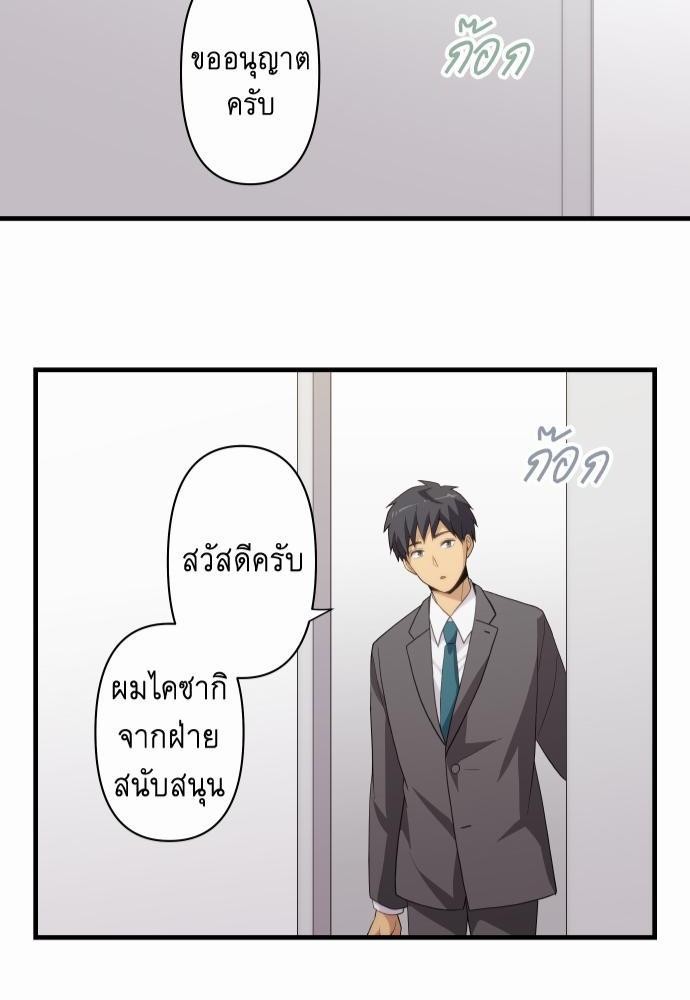 ขออนุญาต
ครับ
ก๊อก
ก๊อก
สวัสดีครับ
ผมไคซากิ
จากฝ่าย
สนับสนุน